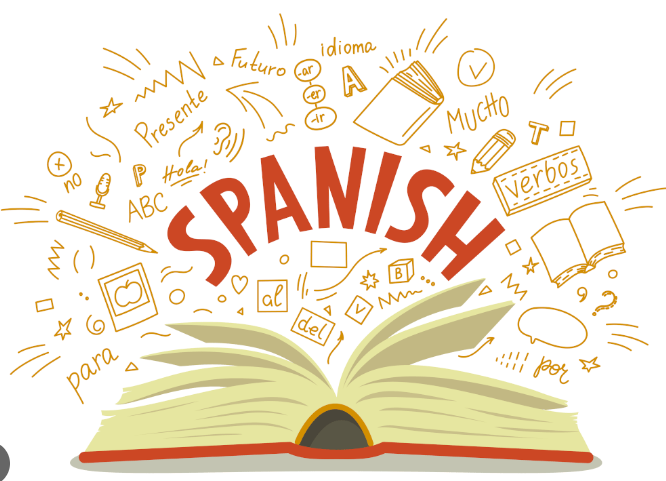 Futuro
idioma
-ar
-er
-ir
A
Presente
MUCHO
T
no
P
Hola!
ABC
verbos
SPANISH
al
B
v
del
para
por